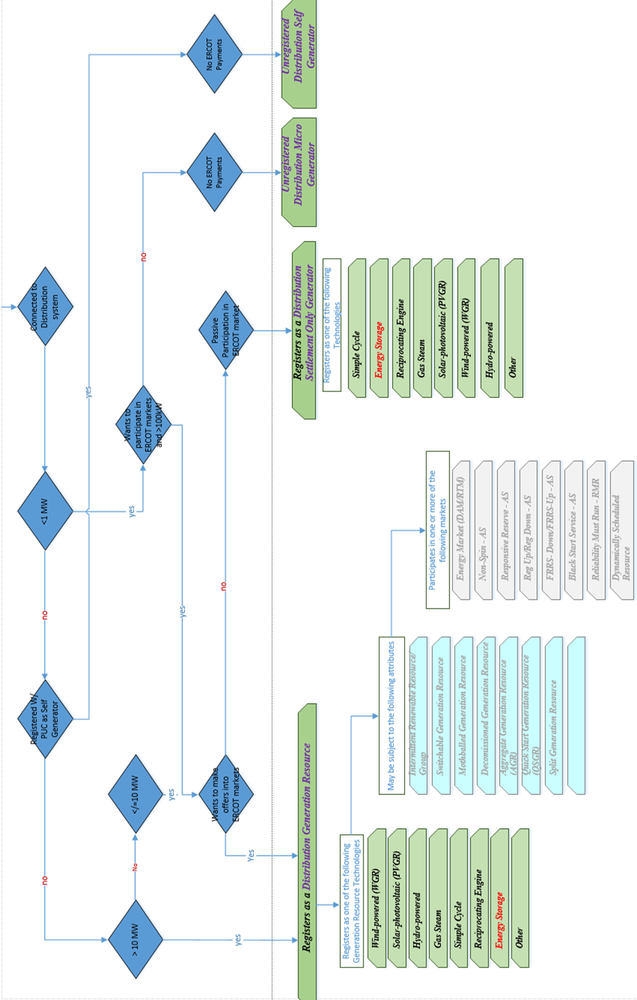 Connected to
Distribution
system
<1 MW
no
yes
Registered W/
PUC as Self
Generator
no
yes
> 10 MW
No
yes
</=10 MW
yes
Wants to
participate in
ERCOT markets
and >100kW
no
yes
Wants to make
offers into
ERCOT markets
no
Yes
Passive
Participation in
ERCOT market
No ERCOT
Payments
No ERCOT
Payments
Registers as a Distribution Generation Resource
Registers as one of the following
Generation Resource Technologies
Wind-powered (WGR)
Solar-photovoltaic (PVGR)
Hydro-powered
Gas Steam
Simple Cycle
Reciprocating Engine
Energy Storage
Other
May be subject to the following attributes
Intermittent Renewable Resource/
Group
Switchable Generation Resource
Mothballed Generation Resource
Decomissioned Generation Resource
Aggregate Generation Resource
(AGR)
Quick Start Generation Resource
(QSGR)
Split Generation Resource
Participates in one or more of the
following markets
Energy Market (DAM/RTM)
Non-Spin - AS
Responsive Reserve - AS
Reg Up/Reg Down - AS
FRRS- Down/FRRS-Up - AS
Black Start Service - AS
Reliability Must Run - RMR
Dynamically Scheduled
Resource
Registers as a Distribution
Settlement Only Generator
Registers as one of the following
Technologies
Simple Cycle
Energy Storage
Reciprocating Engine
Gas Steam
Solar-photovoltaic (PVGR)
Wind-powered (WGR)
Hydro-powered
Other
Unregistered
Distribution Micro
Generator
Unregistered
Distribution Self
Generator